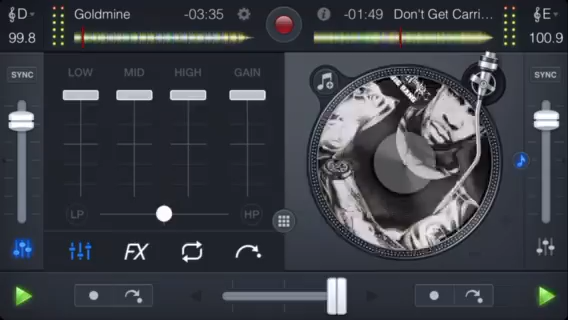 D
Goldmine
-03:35
-01:49
Don't Get Carri...
E
99.8
100.9
SYNC
LOW
MID
HIGH
GAIN
SYNC
LP
HP
FX